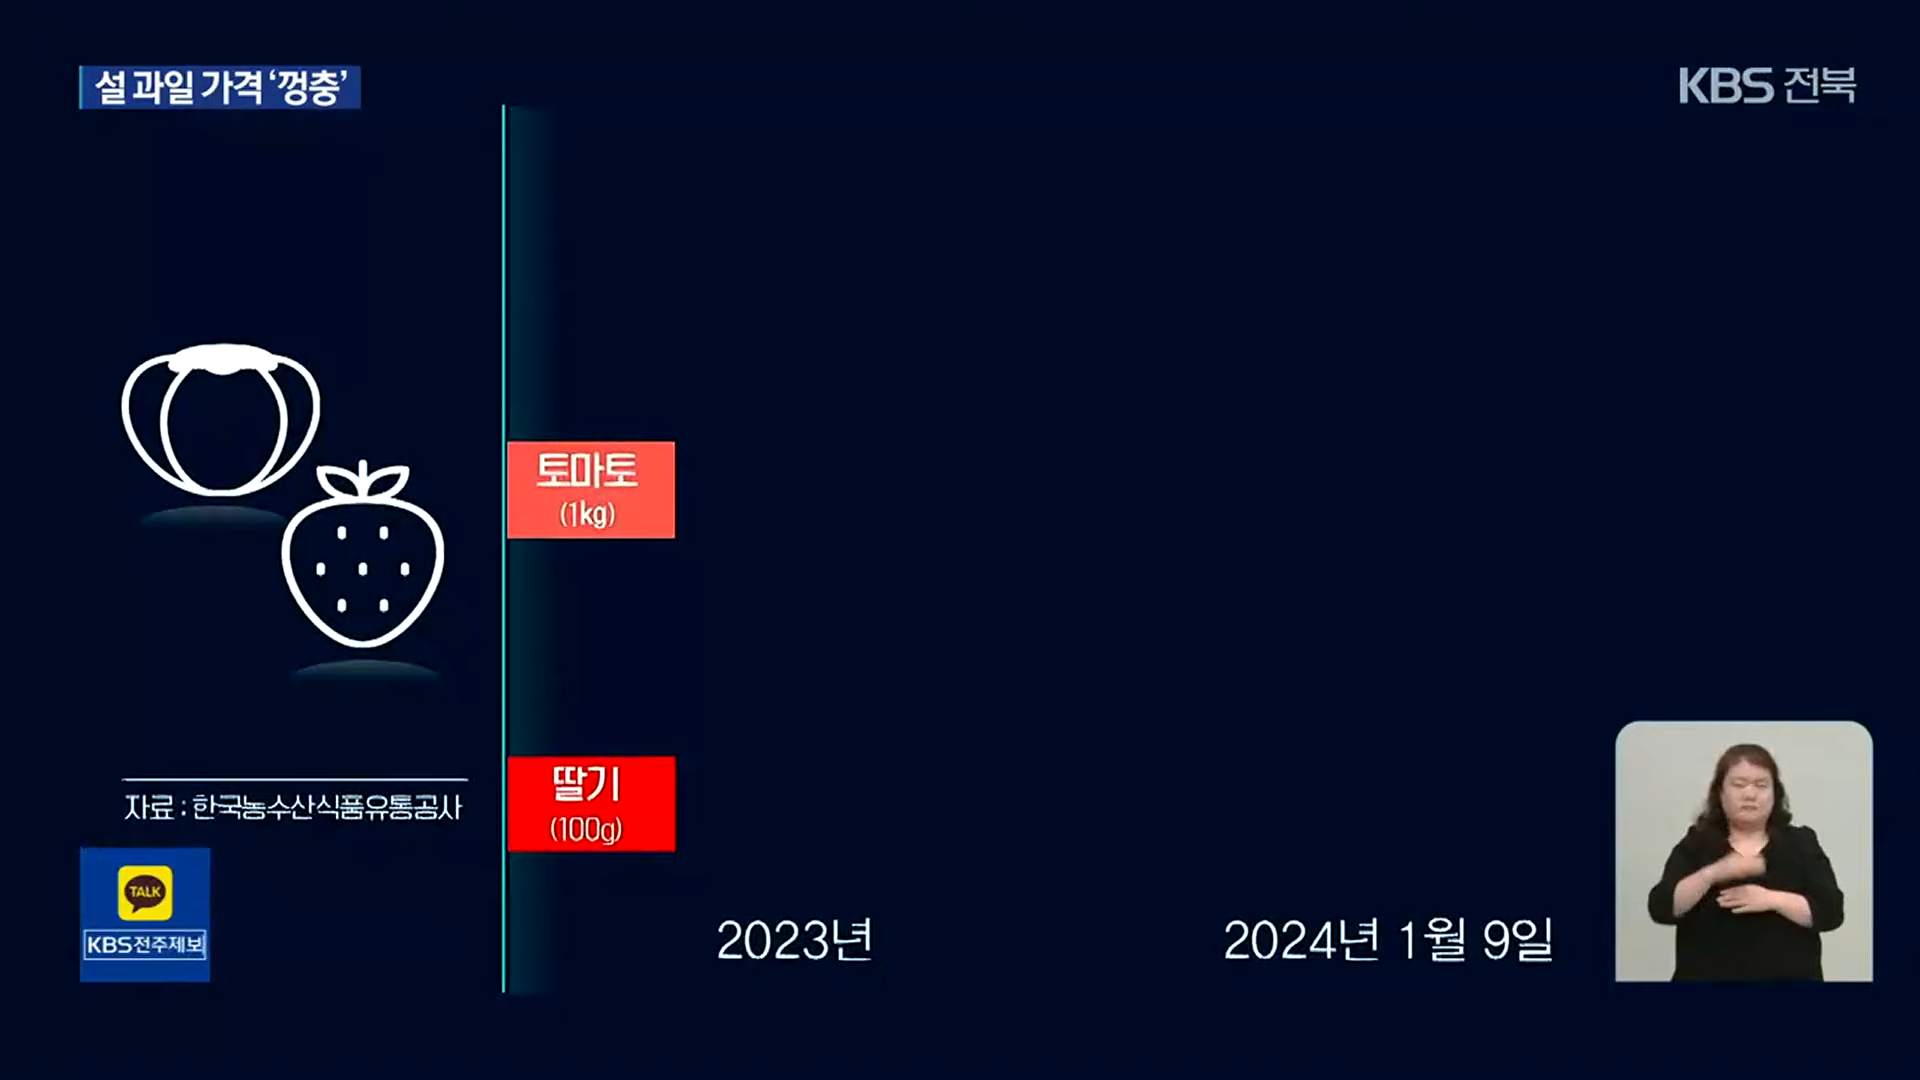 설 과일 가격 ‘껑충’
KBS 전북
토마토
(1kg)
딸기
(100g)
자료 : 한국농수산식품유통공사
TALK
KBS전주제보
2023년
2024년 1월 9일